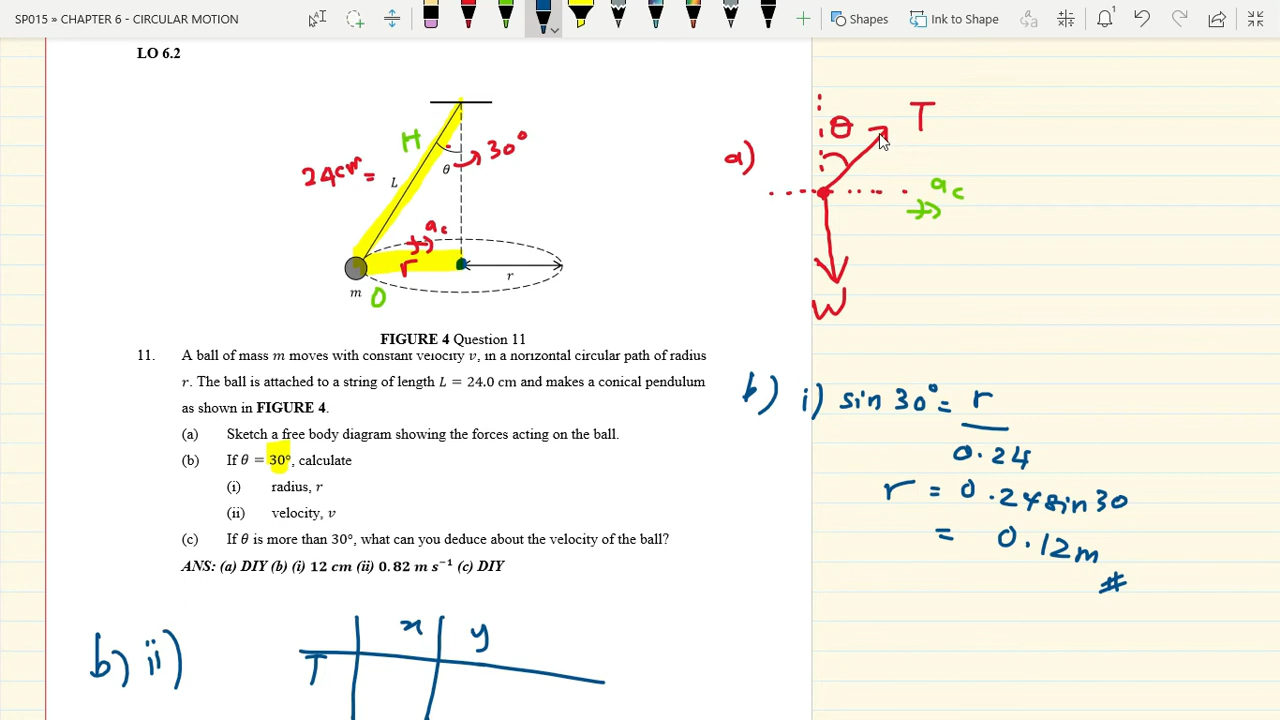 SP015 » CHAPTER 6 - CIRCULAR MOTION
Shapes
Ink to Shape
LO 6.2
H
24cm =
L
θ
30°
ac
r
r
m
O
FIGURE 4 Question 11
11. A ball of mass m moves with constant velocity v, in a horizontal circular path of radius
r. The ball is attached to a string of length L = 24.0 cm and makes a conical pendulum
as shown in FIGURE 4.
(a) Sketch a free body diagram showing the forces acting on the ball.
(b) If θ = 30°, calculate
(i) radius, r
(ii) velocity, v
(c) If θ is more than 30°, what can you deduce about the velocity of the ball?
ANS: (a) DIY (b) (i) 12 cm (ii) 0.82 m s⁻¹ (c) DIY
a)
θ
T
ac
W
b) i) sin 30° = r
0.24
r = 0.24 sin 30
= 0.12m
#
b) ii)
x y
T